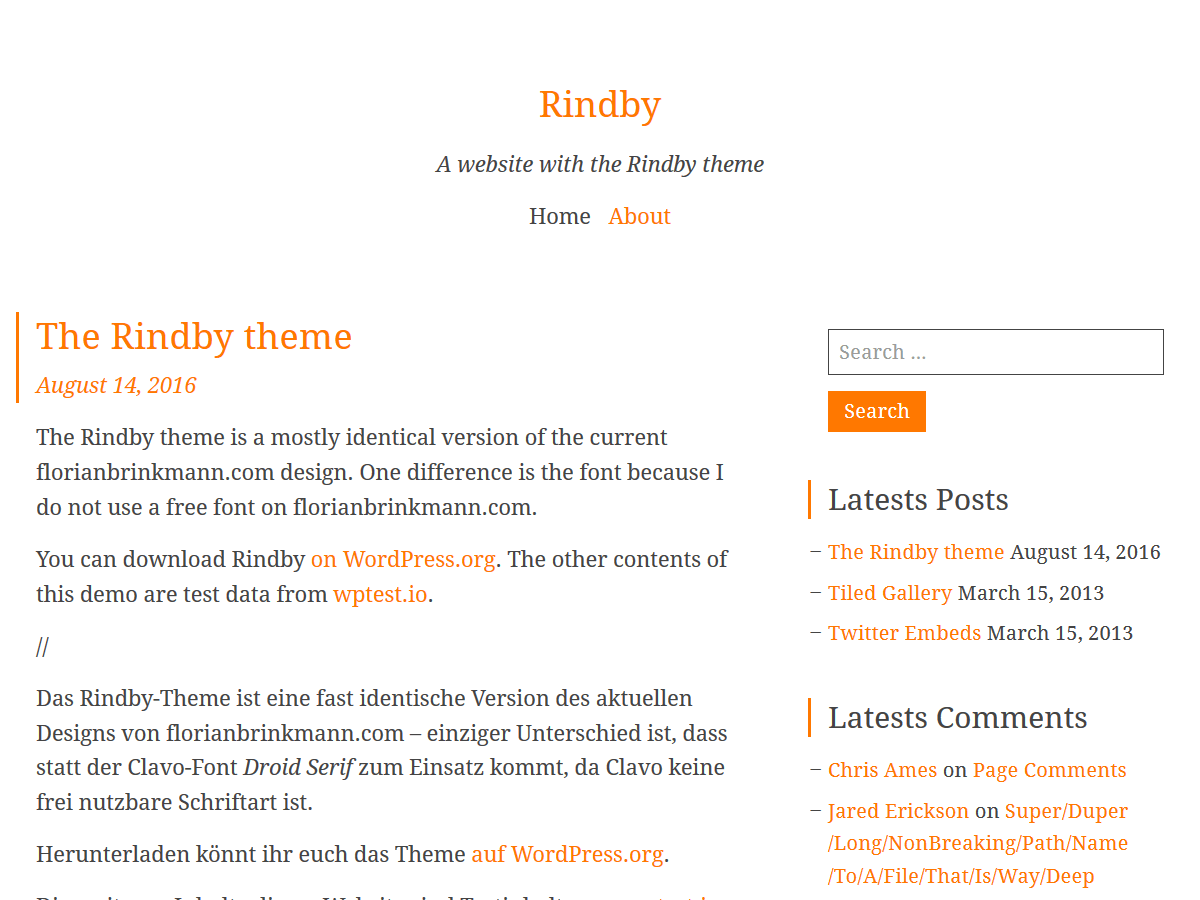 Rindby
A website with the Rindby theme
Home About
The Rindby theme
August 14, 2016
The Rindby theme is a mostly identical version of the current
florianbrinkmann.com design. One difference is the font because I
do not use a free font on florianbrinkmann.com.
You can download Rindby on WordPress.org. The other contents of
this demo are test data from wptest.io.
//
Das Rindby-Theme ist eine fast identische Version des aktuellen
Designs von florianbrinkmann.com – einziger Unterschied ist, dass
statt der Clavo-Font Droid Serif zum Einsatz kommt, da Clavo keine
frei nutzbare Schriftart ist.
Herunterladen könnt ihr euch das Theme auf WordPress.org.
Search ...
Search
Latests Posts
– The Rindby theme August 14, 2016
– Tiled Gallery March 15, 2013
– Twitter Embeds March 15, 2013
Latests Comments
– Chris Ames on Page Comments
– Jared Erickson on Super/Duper
/Long/NonBreaking/Path/Name
/To/A/File/That/Is/Way/Deep